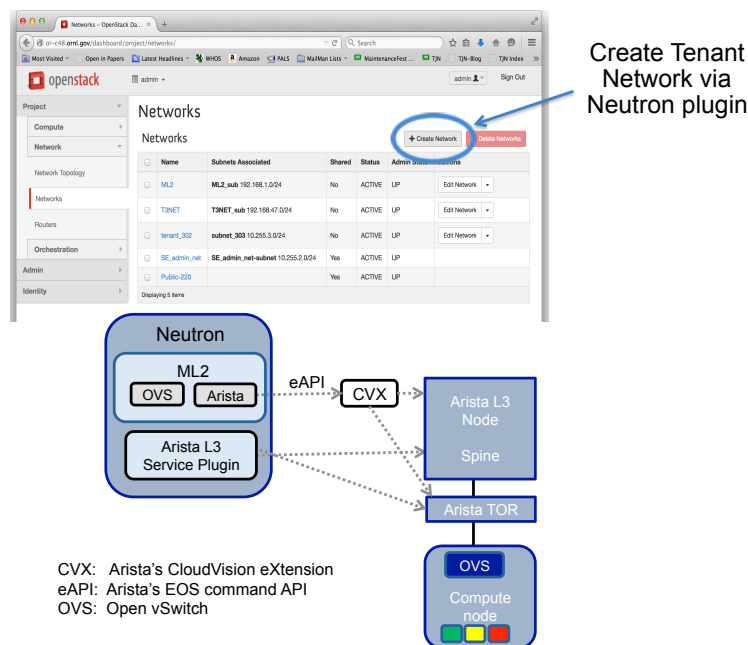 Networks – OpenStack Da...
or-c48.ornl.gov/dashboard/project/networks/
Search
Most Visited
Open in Papers
Latest Headlines
WHOS
Amazon
PALS
MailMan Lists
MaintenanceFest ...
TJN
TJN-Blog
TJN Index
openstack
admin
admin
Sign Out
Project
Compute
Network
Network Topology
Networks
Routers
Orchestration
Admin
Identity
Networks
Networks
+ Create Network
Delete Networks
Name Subnets Associated Shared Status Admin State Actions
ML2 ML2_sub 192.168.1.0/24 No ACTIVE UP Edit Network
T3NET T3NET_sub 192.168.47.0/24 No ACTIVE UP Edit Network
tenant_302 subnet_303 10.255.3.0/24 No ACTIVE UP Edit Network
SE_admin_net SE_admin_net-subnet 10.255.2.0/24 Yes ACTIVE UP
Public-220 Yes ACTIVE UP
Displaying 5 items
Create Tenant
Network via
Neutron plugin
Neutron
ML2
OVS
Arista
eAPI
CVX
Arista L3
Service Plugin
Arista L3
Node
Spine
Arista TOR
OVS
Compute
node
CVX: Arista's CloudVision eXtension
eAPI: Arista's EOS command API
OVS: Open vSwitch